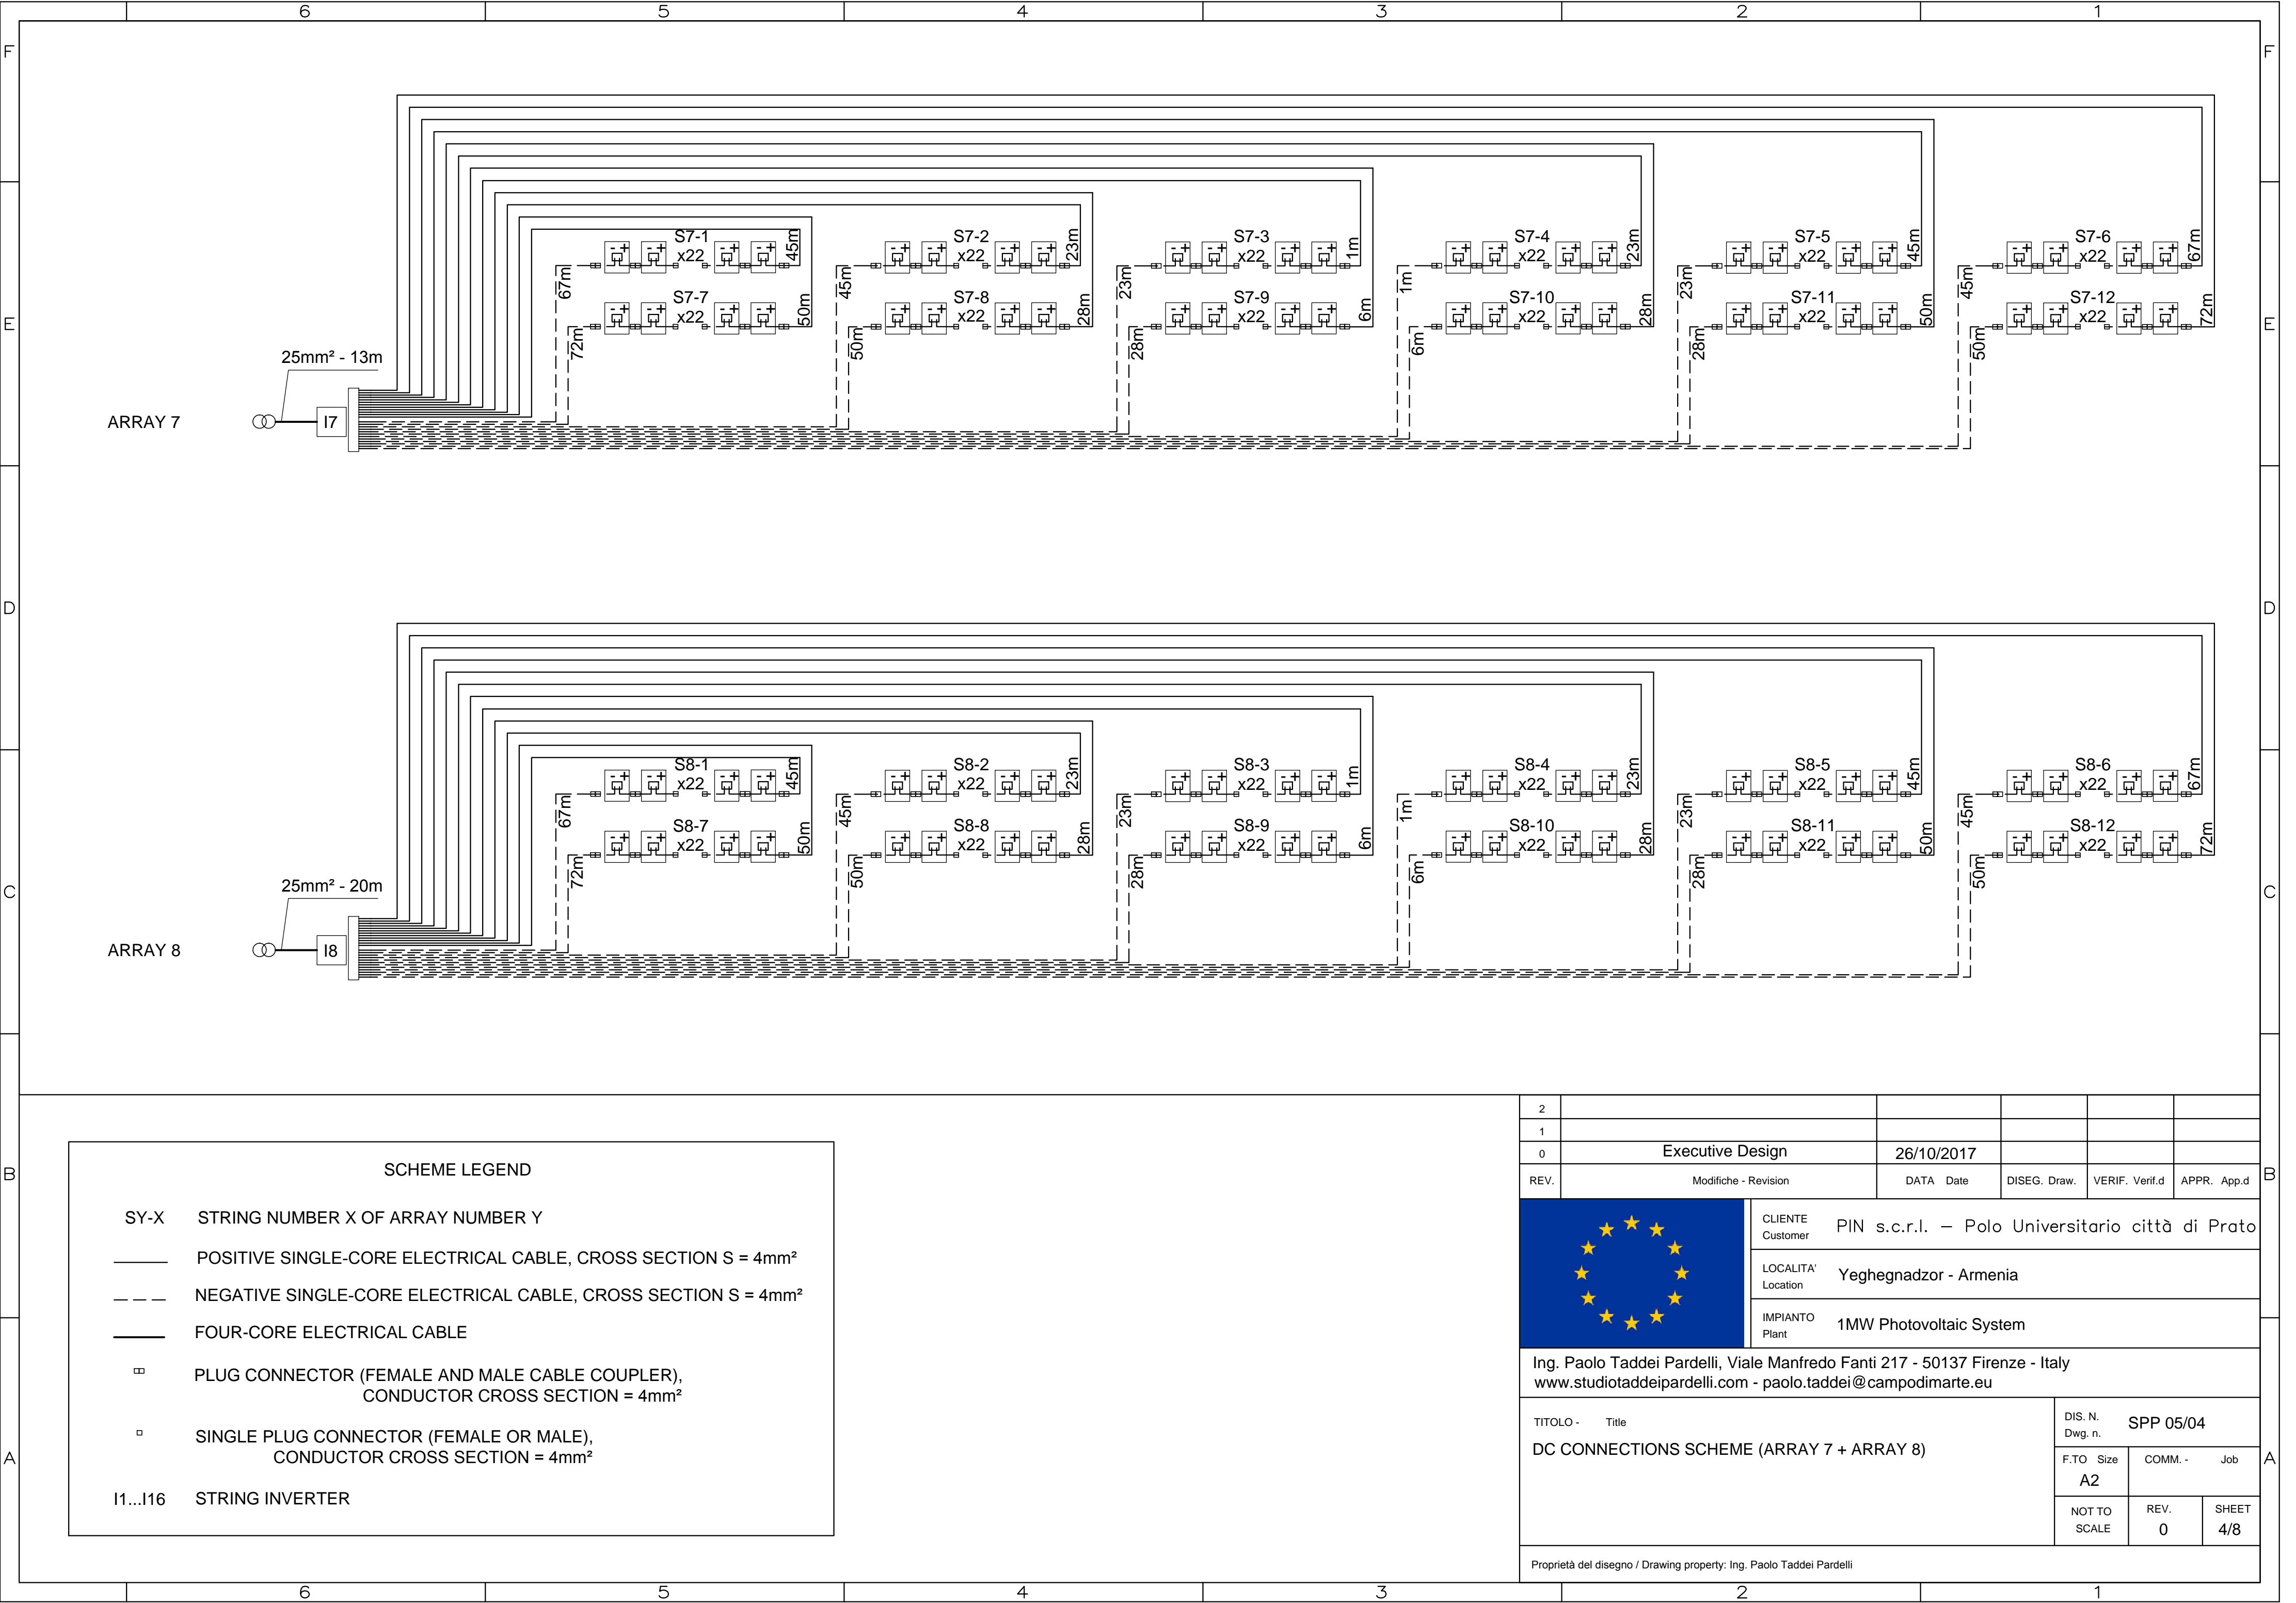 6 5 4 3 2 1
F F
S7-1 S7-2 S7-3 S7-4 S7-5 S7-6
x22 x22 x22 x22 x22 x22
45m 23m 1m 23m 45m 67m
67m 45m 23m 1m 23m 45m
S7-7 S7-8 S7-9 S7-10 S7-11 S7-12
x22 x22 x22 x22 x22 x22
50m 28m 6m 28m 50m 72m
72m 50m 28m 6m 28m 50m
E E
25mm² - 13m
ARRAY 7 I7
D D
S8-1 S8-2 S8-3 S8-4 S8-5 S8-6
x22 x22 x22 x22 x22 x22
45m 23m 1m 23m 45m 67m
67m 45m 23m 1m 23m 45m
S8-7 S8-8 S8-9 S8-10 S8-11 S8-12
x22 x22 x22 x22 x22 x22
50m 28m 6m 28m 50m 72m
72m 50m 28m 6m 28m 50m
C C
25mm² - 20m
ARRAY 8 I8
B B
SCHEME LEGEND
SY-X STRING NUMBER X OF ARRAY NUMBER Y
POSITIVE SINGLE-CORE ELECTRICAL CABLE, CROSS SECTION S = 4mm²
NEGATIVE SINGLE-CORE ELECTRICAL CABLE, CROSS SECTION S = 4mm²
FOUR-CORE ELECTRICAL CABLE
PLUG CONNECTOR (FEMALE AND MALE CABLE COUPLER),
CONDUCTOR CROSS SECTION = 4mm²
SINGLE PLUG CONNECTOR (FEMALE OR MALE),
CONDUCTOR CROSS SECTION = 4mm²
I1...I16 STRING INVERTER
2
1
0 Executive Design 26/10/2017
REV. Modifiche - Revision DATA Date DISEG. Draw. VERIF. Verif.d APPR. App.d
CLIENTE
Customer
PIN s.c.r.l. – Polo Universitario città di Prato
LOCALITA'
Location
Yeghegnadzor - Armenia
IMPIANTO
Plant
1MW Photovoltaic System
Ing. Paolo Taddei Pardelli, Viale Manfredo Fanti 217 - 50137 Firenze - Italy
www.studiotaddeipardelli.com - paolo.taddei@campodimarte.eu
TITOLO - Title
DC CONNECTIONS SCHEME (ARRAY 7 + ARRAY 8)
DIS. N.
Dwg. n.
SPP 05/04
F.TO Size
A2
COMM. - Job
NOT TO
SCALE
REV.
0
SHEET
4/8
Proprietà del disegno / Drawing property: Ing. Paolo Taddei Pardelli
A A
6 5 4 3 2 1